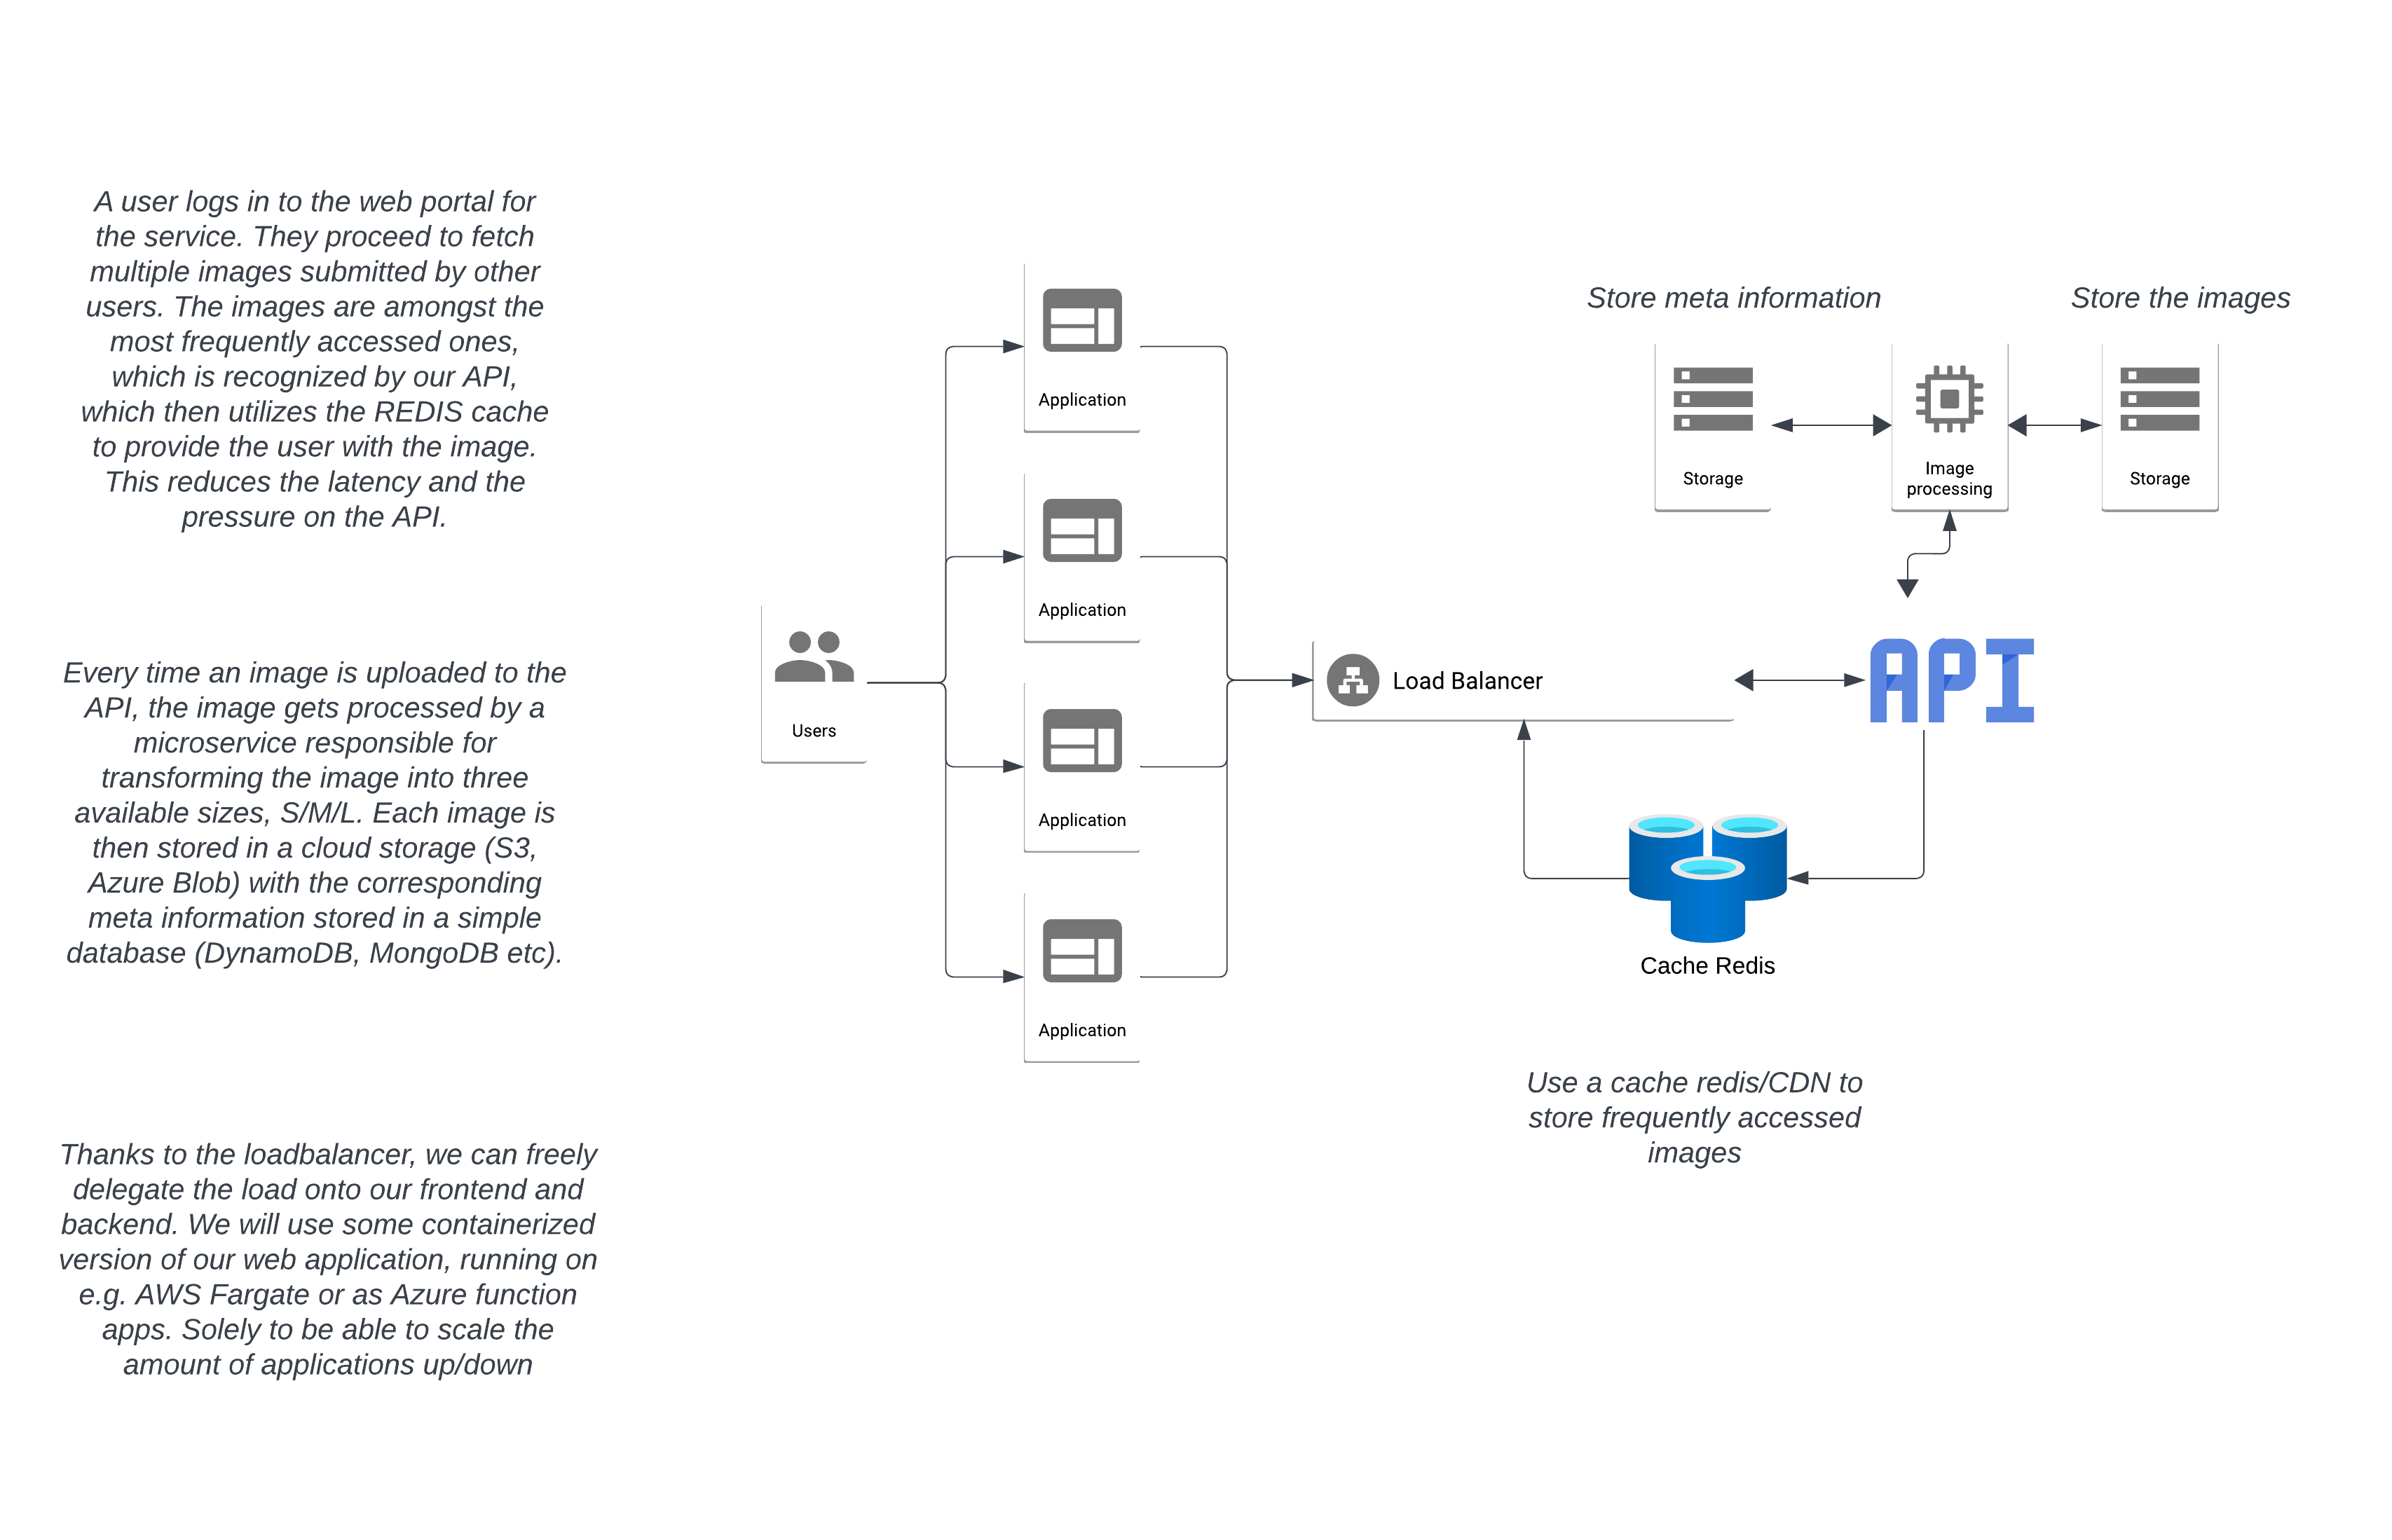 A user logs in to the web portal for
the service. They proceed to fetch
multiple images submitted by other
users. The images are amongst the
most frequently accessed ones,
which is recognized by our API,
which then utilizes the REDIS cache
to provide the user with the image.
This reduces the latency and the
pressure on the API.
Every time an image is uploaded to the
API, the image gets processed by a
microservice responsible for
transforming the image into three
available sizes, S/M/L. Each image is
then stored in a cloud storage (S3,
Azure Blob) with the corresponding
meta information stored in a simple
database (DynamoDB, MongoDB etc).
Thanks to the loadbalancer, we can freely
delegate the load onto our frontend and
backend. We will use some containerized
version of our web application, running on
e.g. AWS Fargate or as Azure function
apps. Solely to be able to scale the
amount of applications up/down
Users
Application
Application
Application
Application
Load Balancer
Store meta information
Store the images
Storage
Image
processing
Storage
API
Cache Redis
Use a cache redis/CDN to
store frequently accessed
images